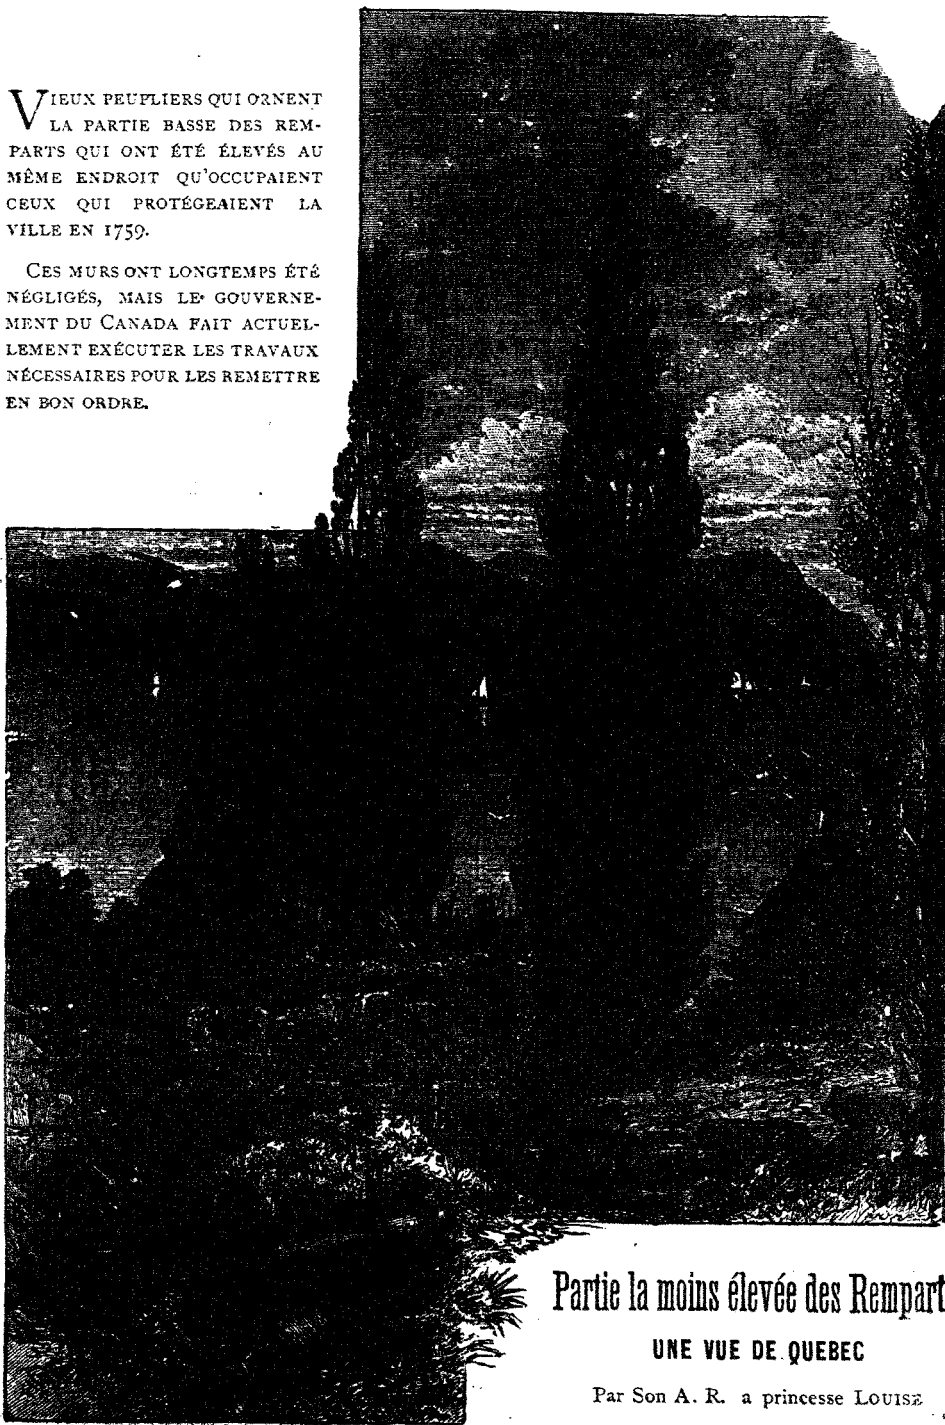 VIEUX PEUPLIERS QUI ORNENT
LA PARTIE BASSE DES REM-
PARTS QUI ONT ÉTÉ ÉLEVÉS AU
MÊME ENDROIT QU'OCCUPAIENT
CEUX QUI PROTÉGEAIENT LA
VILLE EN 1759.
CES MURS ONT LONGTEMPS ÉTÉ
NÉGLIGÉS, MAIS LE GOUVERNE-
MENT DU CANADA FAIT ACTUEL-
LEMENT EXÉCUTER LES TRAVAUX
NÉCESSAIRES POUR LES REMETTRE
EN BON ORDRE.
Partie la moins élevée des Rempart
UNE VUE DE QUEBEC
Par Son A. R. a princesse LOUISE